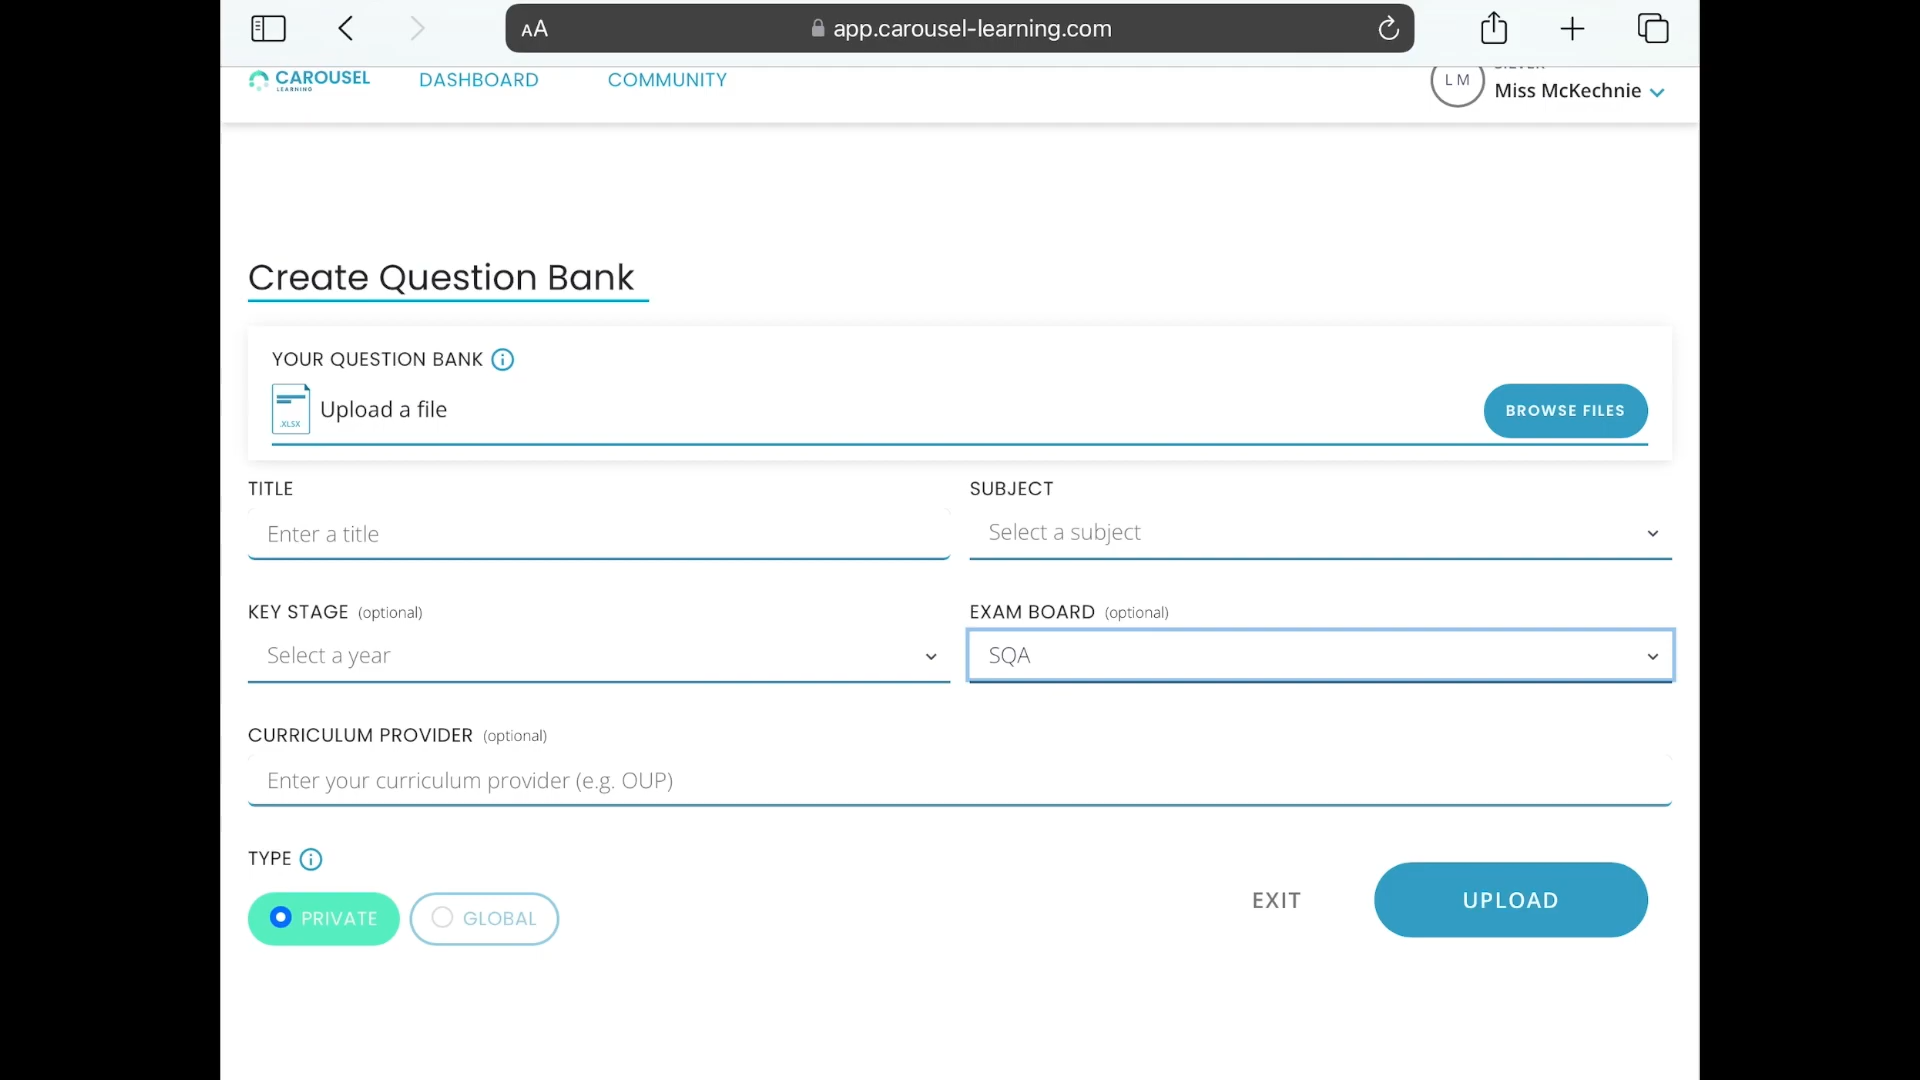 AA app.carousel-learning.com
CAROUSEL
LEARNING
DASHBOARD
COMMUNITY
LM
Miss McKechnie
Create Question Bank
YOUR QUESTION BANK
.XLSX
Upload a file
BROWSE FILES
TITLE
Enter a title
SUBJECT
Select a subject
KEY STAGE (optional)
Select a year
EXAM BOARD (optional)
SQA
CURRICULUM PROVIDER (optional)
Enter your curriculum provider (e.g. OUP)
TYPE
PRIVATE
GLOBAL
EXIT
UPLOAD